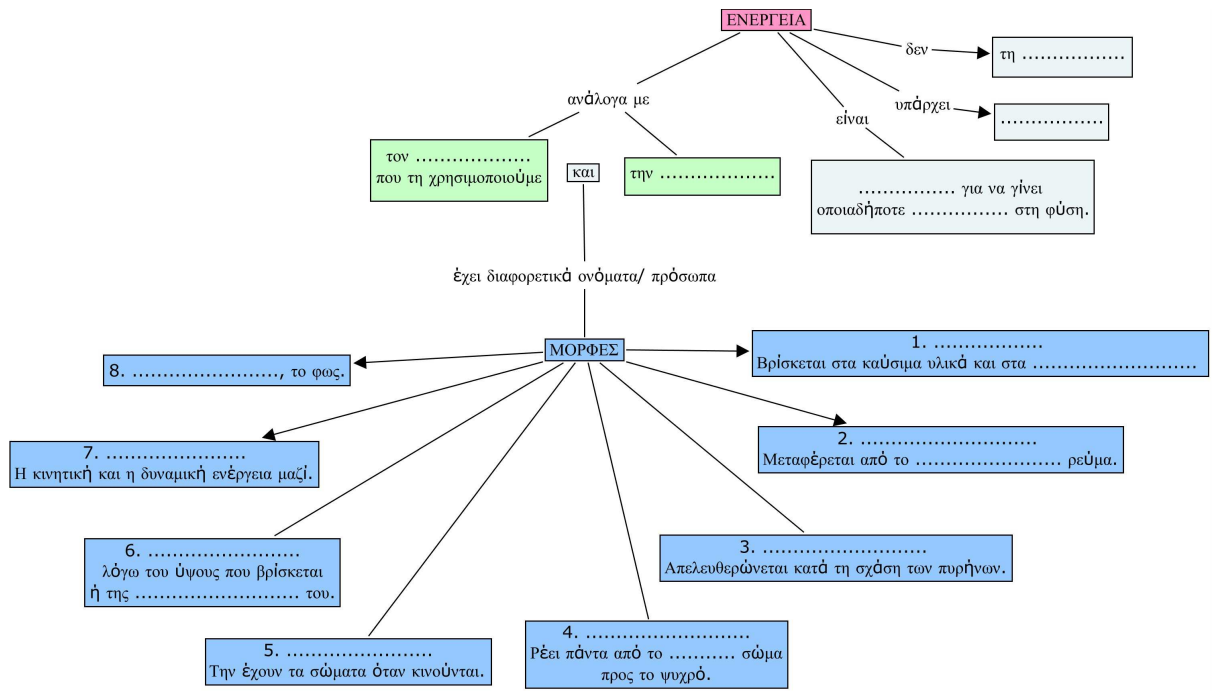 ΕΝΕΡΓΕΙΑ
δεν
τη .................
ανάλογα με
υπάρχει
.................
είναι
τον ...................
που τη χρησιμοποιούμε
και
την ...................
................ για να γίνει
οποιαδήποτε ................ στη φύση.
έχει διαφορετικά ονόματα/ πρόσωπα
ΜΟΡΦΕΣ
1. ...................
Βρίσκεται στα καύσιμα υλικά και στα ............................
8. ........................., το φως.
2. ..............................
Μεταφέρεται από το ......................... ρεύμα.
7. ........................
Η κινητική και η δυναμική ενέργεια μαζί.
3. ............................
Απελευθερώνεται κατά τη σχάση των πυρήνων.
6. ..........................
λόγω του ύψους που βρίσκεται
ή της ............................ του.
4. ............................
Ρέει πάντα από το ........... σώμα
προς το ψυχρό.
5. .........................
Την έχουν τα σώματα όταν κινούνται.